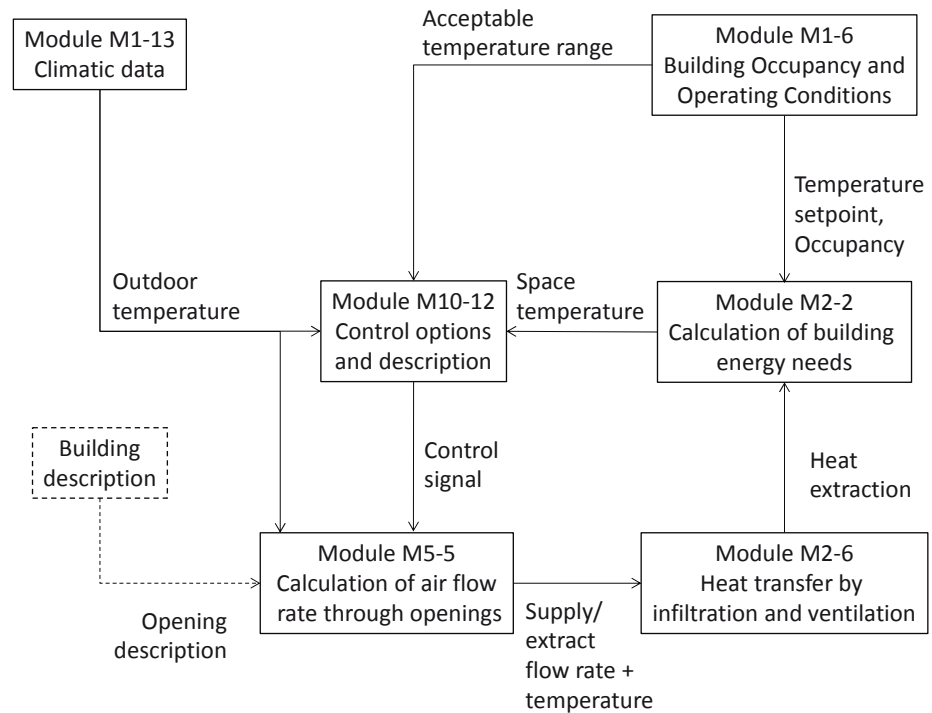 Module M1-13
Climatic data
Acceptable
temperature range
Module M1-6
Building Occupancy and
Operating Conditions
Temperature
setpoint,
Occupancy
Outdoor
temperature
Module M10-12
Control options
and description
Space
temperature
Module M2-2
Calculation of building
energy needs
Building
description
Control
signal
Heat
extraction
Opening
description
Module M5-5
Calculation of air flow
rate through openings
Supply/
extract
flow rate +
temperature
Module M2-6
Heat transfer by
infiltration and ventilation